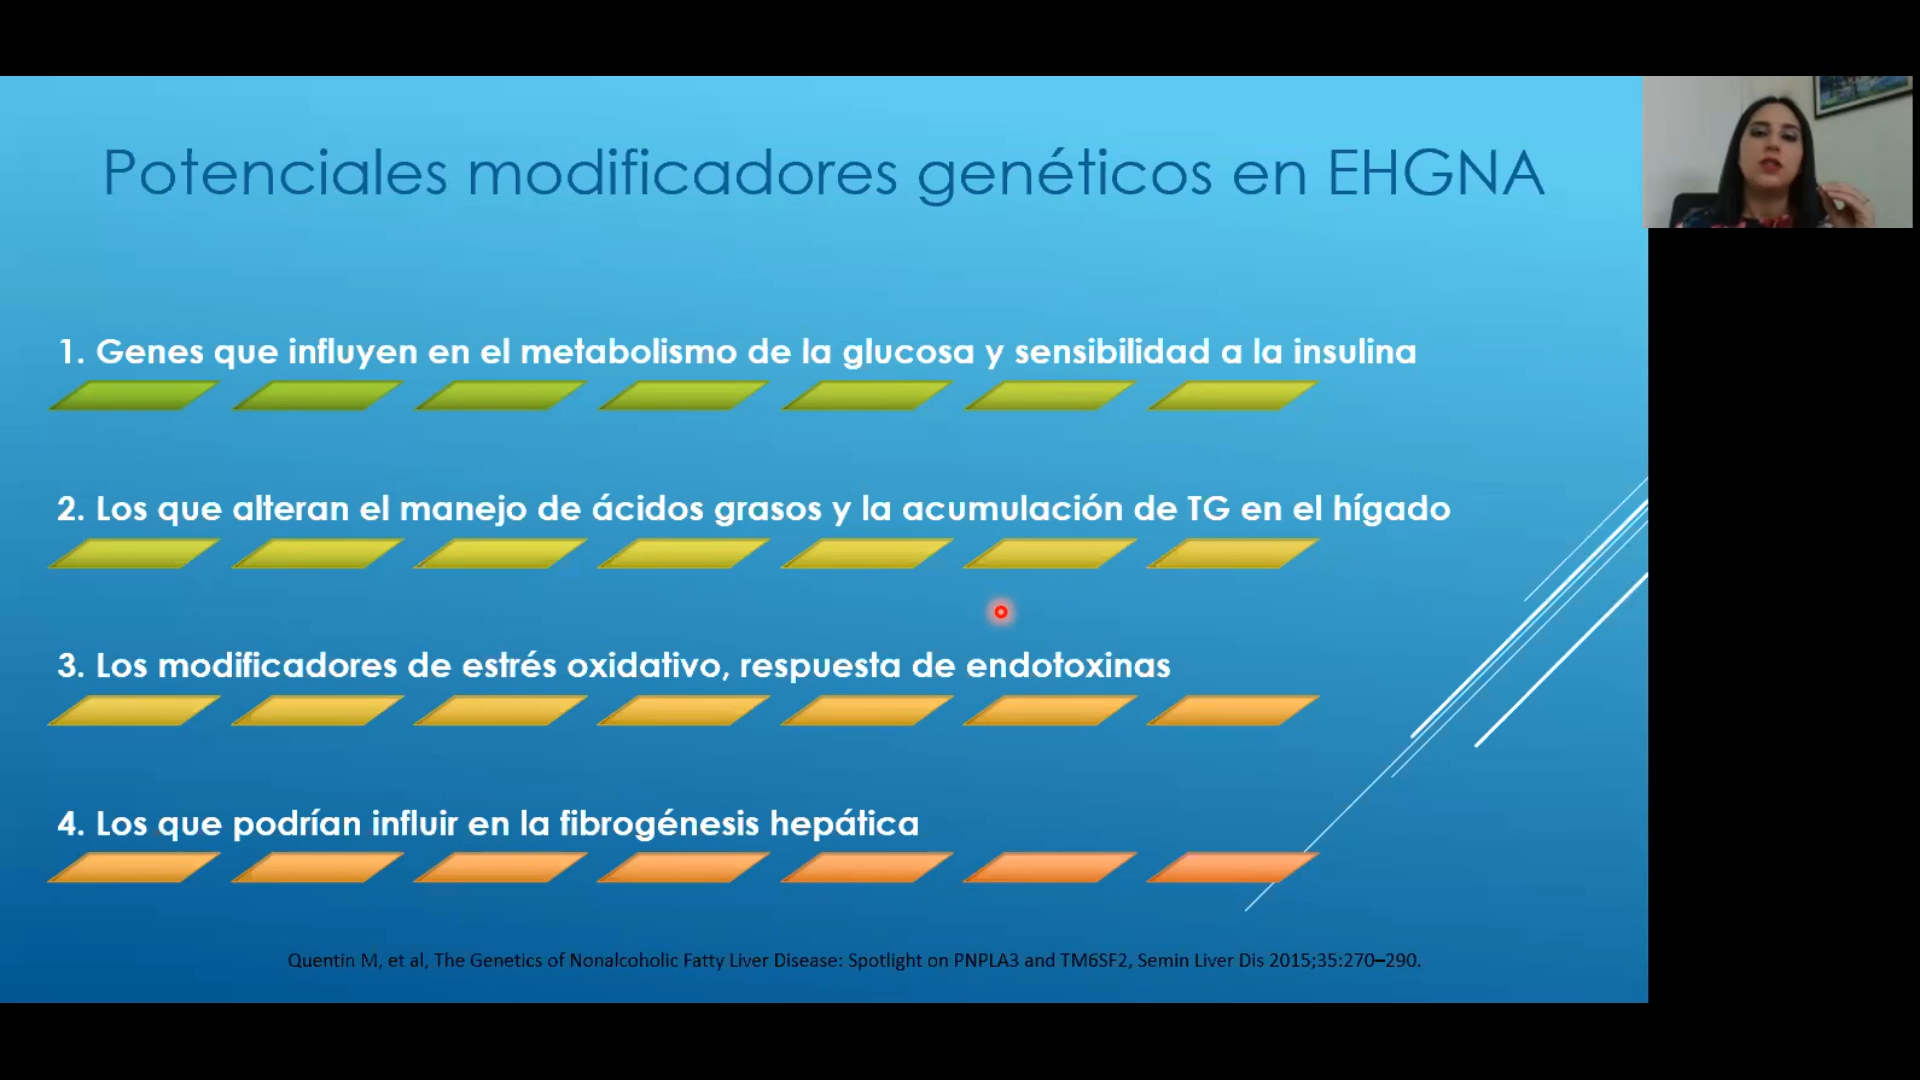 Potenciales modificadores genéticos en EHGNA
1. Genes que influyen en el metabolismo de la glucosa y sensibilidad a la insulina
2. Los que alteran el manejo de ácidos grasos y la acumulación de TG en el hígado
3. Los modificadores de estrés oxidativo, respuesta de endotoxinas
4. Los que podrían influir en la fibrogénesis hepática
Quentin M, et al, The Genetics of Nonalcoholic Fatty Liver Disease: Spotlight on PNPLA3 and TM6SF2, Semin Liver Dis 2015;35:270–290.